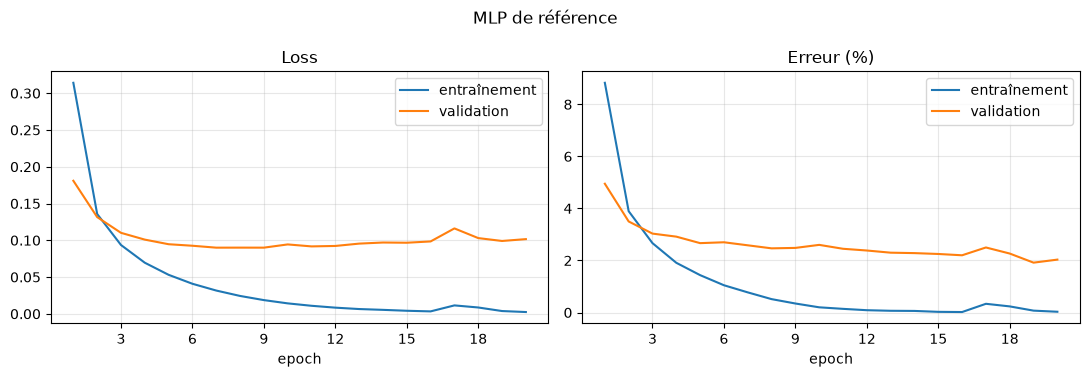 MLP de référence
Loss
0.30
0.25
0.20
0.15
0.10
0.05
0.00
3 6 9 12 15 18
epoch
entraînement
validation
Erreur (%)
8
6
4
2
0
3 6 9 12 15 18
epoch
entraînement
validation